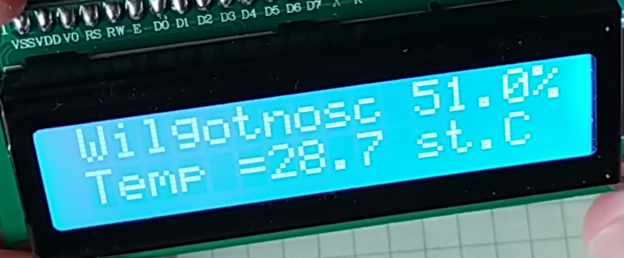 VSS VDD V0 RS RW E D0 D1 D2 D3 D4 D5 D6 D7 A K
Wilgotnosc 51.0%
Temp =28.7 st.C